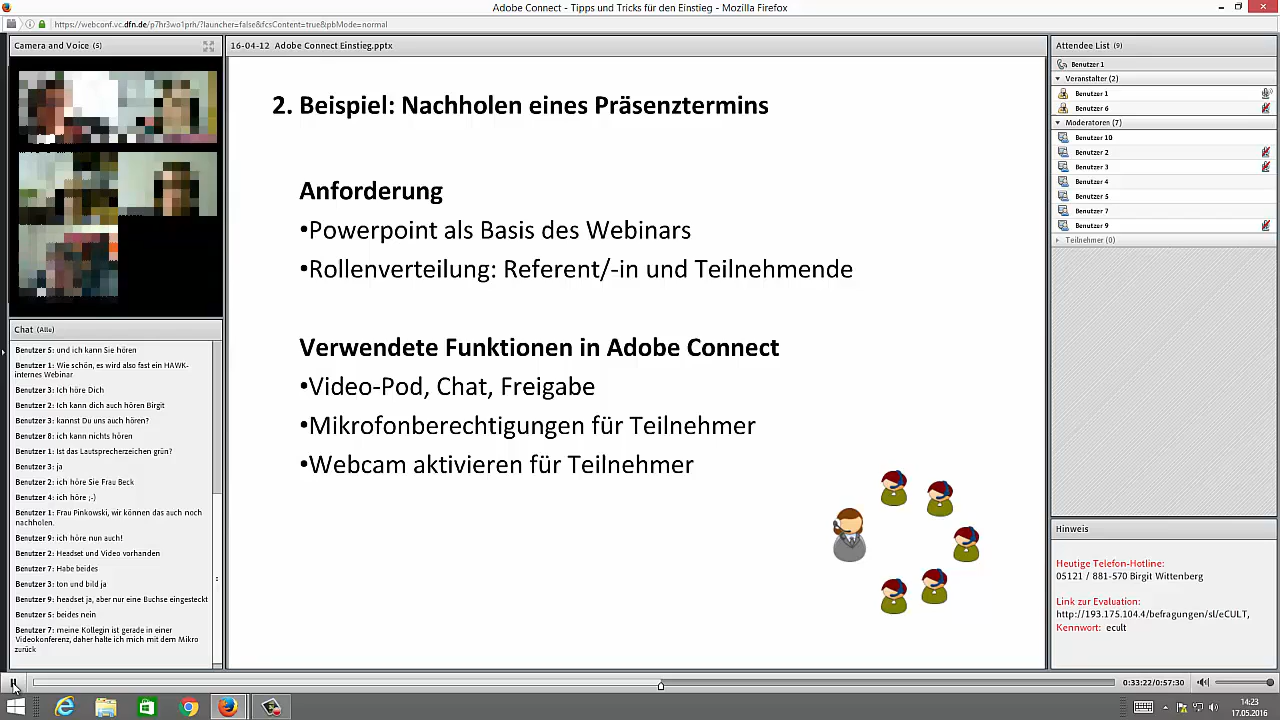 Adobe Connect - Tipps und Tricks für den Einstieg - Mozilla Firefox
https://webconf.vc.dfn.de/p7hr3wo1prh/?launcher=false&fcsContent=true&pbMode=normal
Camera and Voice (5)
Chat (Alle)
Benutzer 5: und ich kann Sie hören
Benutzer 1: Wie schön, es wird also fast ein HAWK-
internes Webinar
Benutzer 3: Ich höre Dich
Benutzer 2: Ich kann dich auch hören Birgit
Benutzer 3: kannst Du uns auch hören?
Benutzer 8: ich kann nichts hören
Benutzer 1: Ist das Lautsprecherzeichen grün?
Benutzer 3: ja
Benutzer 2: ich höre Sie Frau Beck
Benutzer 4: ich höre ;-)
Benutzer 1: Frau Pinkowski, wir können das auch noch
nachholen.
Benutzer 9: ich höre nun auch!
Benutzer 2: Headset und Video vorhanden
Benutzer 7: Habe beides
Benutzer 3: ton und bild ja
Benutzer 9: headset ja, aber nur eine Buchse eingesteckt
Benutzer 5: beides nein
Benutzer 7: meine Kollegin ist gerade in einer
Videokonferenz, daher halte ich mich mit dem Mikro
zurück
16-04-12 Adobe Connect Einstieg.pptx
2. Beispiel: Nachholen eines Präsenztermins
Anforderung
•Powerpoint als Basis des Webinars
•Rollenverteilung: Referent/-in und Teilnehmende
Verwendete Funktionen in Adobe Connect
•Video-Pod, Chat, Freigabe
•Mikrofonberechtigungen für Teilnehmer
•Webcam aktivieren für Teilnehmer
Attendee List (9)
Benutzer 1
Veranstalter (2)
Benutzer 1
Benutzer 6
Moderatoren (7)
Benutzer 10
Benutzer 2
Benutzer 3
Benutzer 4
Benutzer 5
Benutzer 7
Benutzer 9
Teilnehmer (0)
Hinweis
Heutige Telefon-Hotline:
05121 / 881-570 Birgit Wittenberg
Link zur Evaluation:
http://193.175.104.4/befragungen/sl/eCULT,
Kennwort: ecult
0:33:22/0:57:30
14:23
17.05.2016